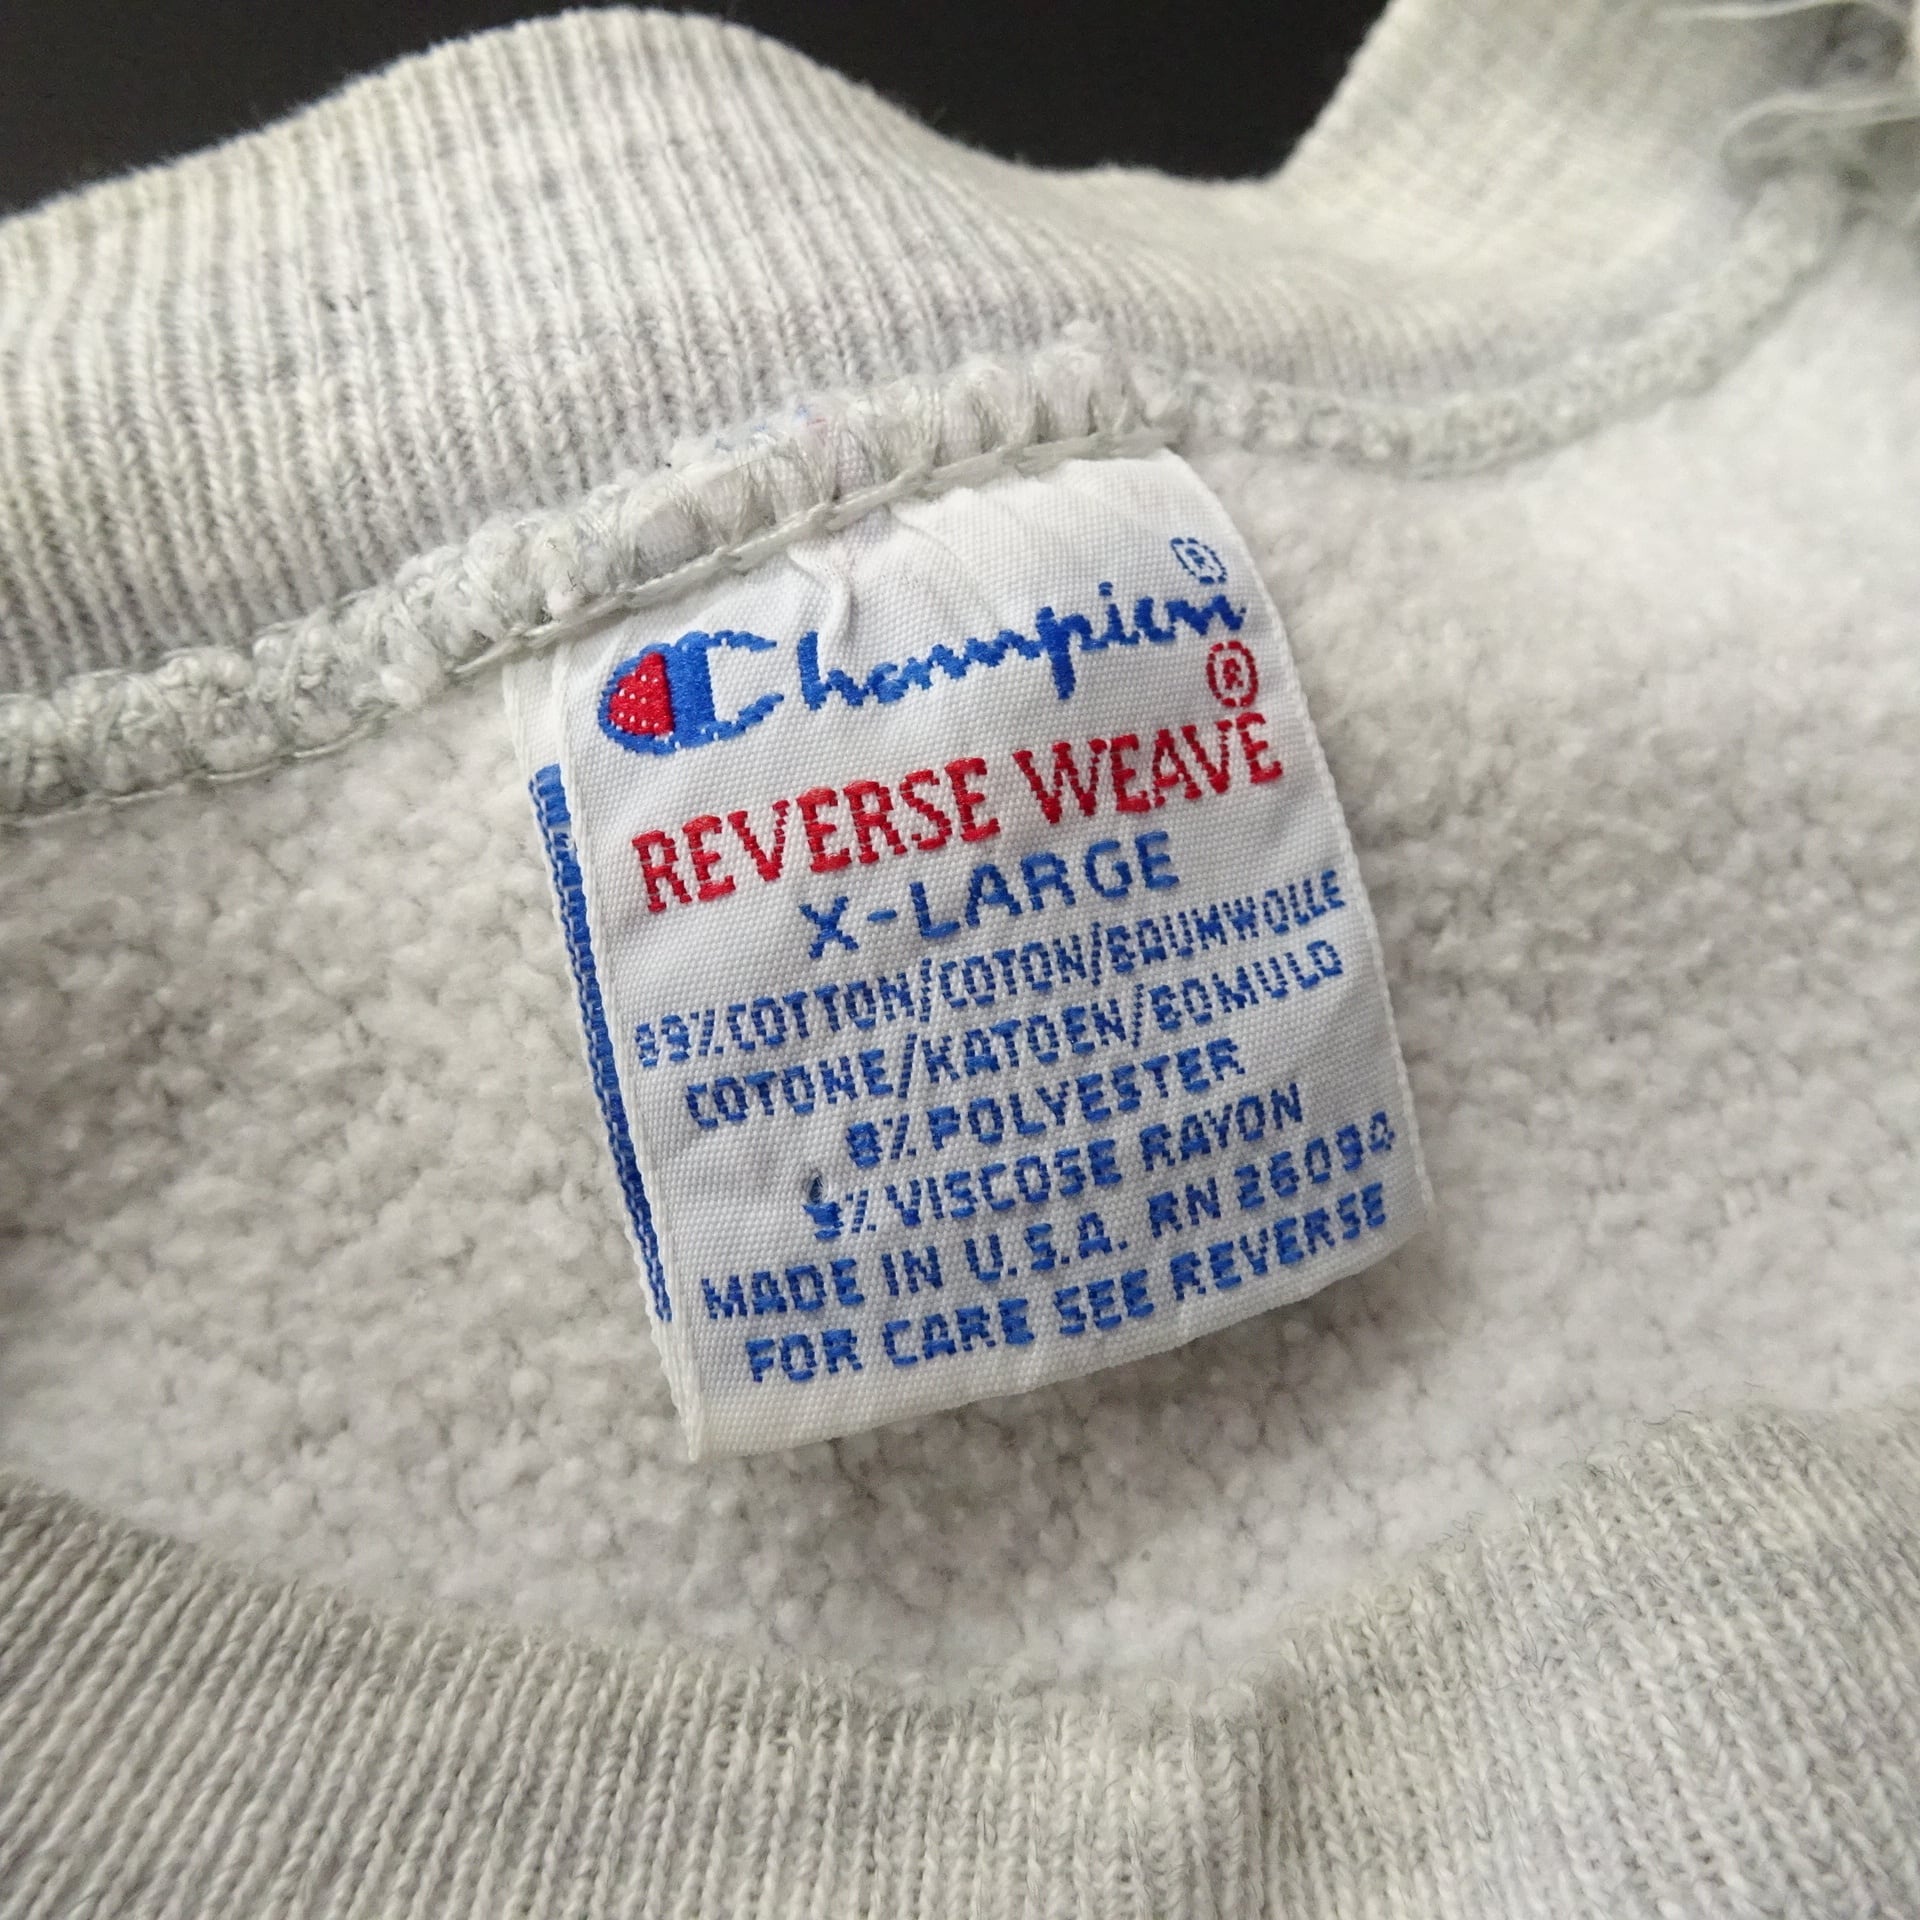 Champion®
REVERSE WEAVE®
X-LARGE
89%COTTON/COTON/BAUMWOLLE
COTONE/KATOEN/BOMULD
8%POLYESTER
3%VISCOSE RAYON
MADE IN U.S.A. RN 26094
FOR CARE SEE REVERSE